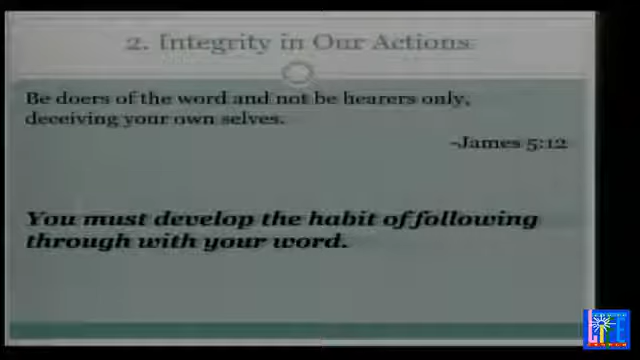 2. Integrity in Our Actions
Be doers of the word and not be hearers only,
deceiving your own selves.
-James 5:12
You must develop the habit of following
through with your word.
LIFE